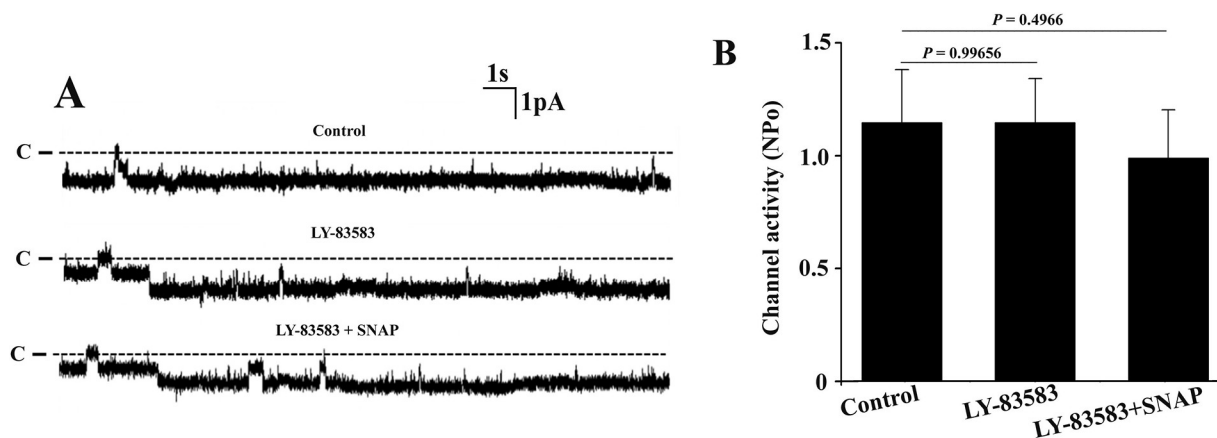 A
1s
1pA
Control
C
LY-83583
C
LY-83583 + SNAP
C
B
P = 0.4966
P = 0.99656
Channel activity (NPo)
1.5
1.0
0.5
0
Control
LY-83583
LY-83583+SNAP